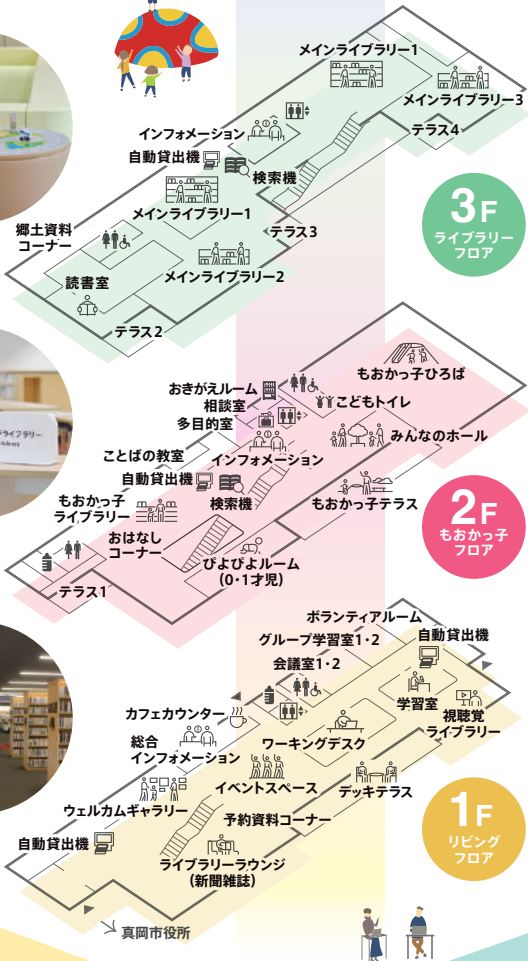 メインライブラリー1
メインライブラリー3
テラス4
インフォメーション
自動貸出機
検索機
メインライブラリー1
郷土資料
コーナー
テラス3
メインライブラリー2
読書室
テラス2
3F
ライブラリー
フロア
もおかっ子ひろば
おきがえルーム
相談室
多目的室
こどもトイレ
みんなのホール
ことばの教室
インフォメーション
自動貸出機
検索機
もおかっ子
ライブラリー
もおかっ子テラス
おはなし
コーナー
ぴよぴよルーム
(0・1才児)
テラス1
2F
もおかっ子
フロア
ボランティアルーム
グループ学習室1・2
自動貸出機
会議室1・2
学習室
カフェカウンター
視聴覚
ライブラリー
総合
インフォメーション
ワーキングデスク
イベントスペース
デッキテラス
ウェルカムギャラリー
予約資料コーナー
自動貸出機
ライブラリーラウンジ
(新聞雑誌)
1F
リビング
フロア
真岡市役所